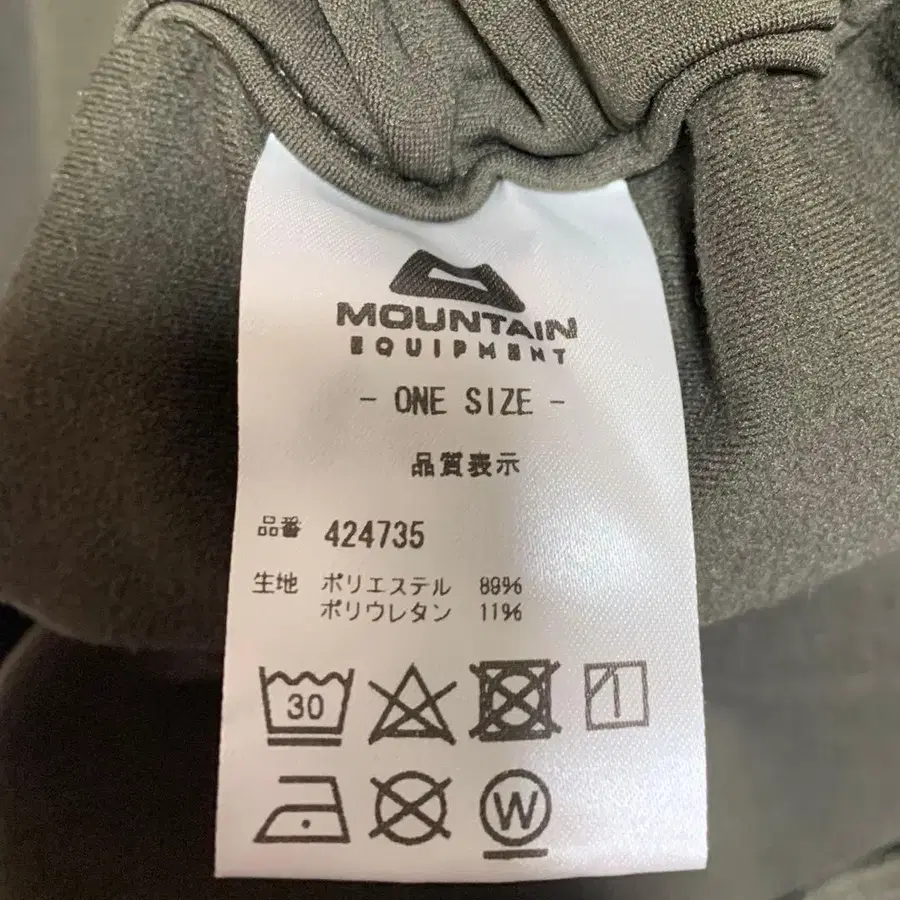 MOUNTAIN
EQUIPMENT
- ONE SIZE -
品質表示
品番 424735
生地 ポリエステル 89%
ポリウレタン 11%
30
W